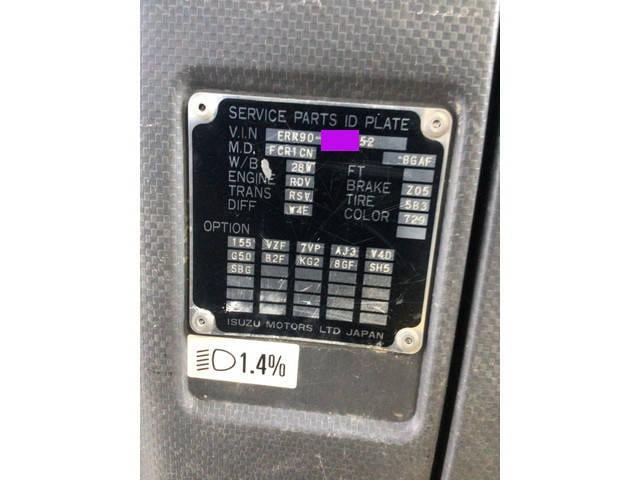 SERVICE PARTS ID PLATE
V.I.N ERR90- 52
M.D. FCR1CN 8GAF
W/B 28W FT
ENGINE RDV BRAKE Z05
TRANS RSV TIRE 5B3
DIFF W4E COLOR 729
OPTION
155 VZF 7VP AJ3 V4D
G50 B2F KG2 8GF SH5
SBG
ISUZU MOTORS LTD JAPAN
1.4%